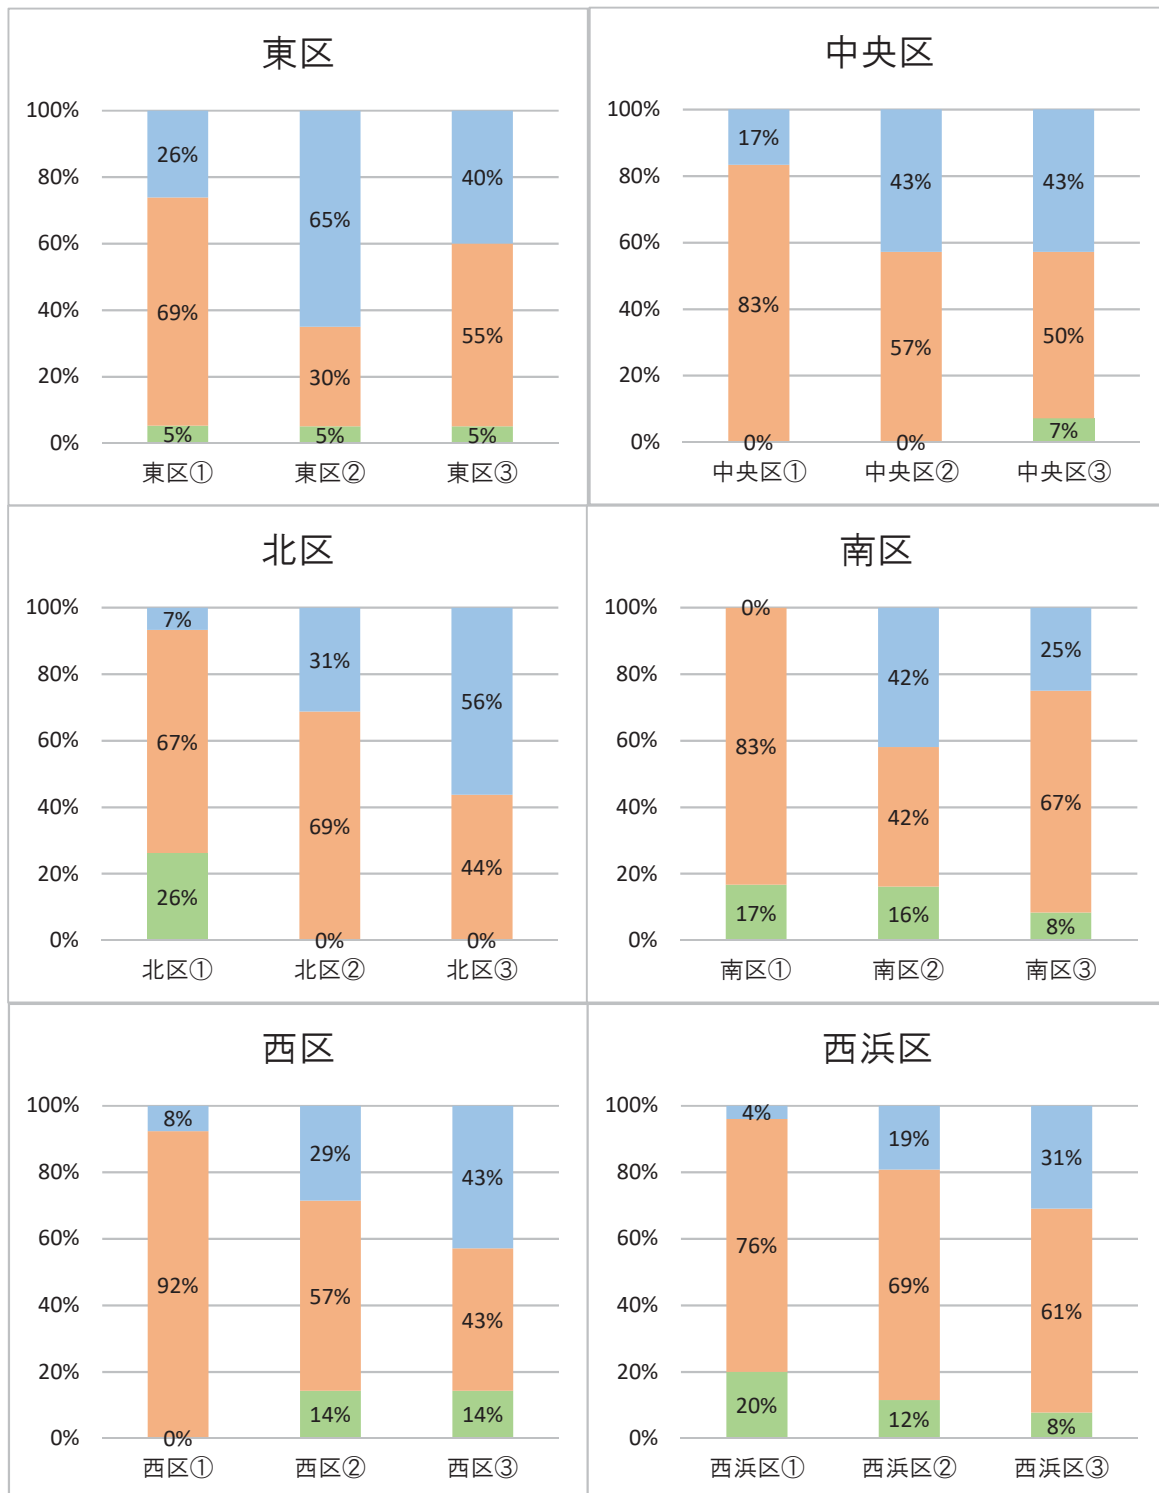 東区
100%
80%
60%
40%
20%
0%
26% 65% 40%
69% 30% 55%
5% 5% 5%
東区① 東区② 東区③
中央区
100%
80%
60%
40%
20%
0%
17% 43% 43%
83% 57% 50%
0% 0% 7%
中央区① 中央区② 中央区③
北区
100%
80%
60%
40%
20%
0%
7% 31% 56%
67% 69% 44%
26% 0% 0%
北区① 北区② 北区③
南区
100%
80%
60%
40%
20%
0%
0% 42% 25%
83% 42% 67%
17% 16% 8%
南区① 南区② 南区③
西区
100%
80%
60%
40%
20%
0%
8% 29% 43%
92% 57% 43%
0% 14% 14%
西区① 西区② 西区③
西浜区
100%
80%
60%
40%
20%
0%
4% 19% 31%
76% 69% 61%
20% 12% 8%
西浜区① 西浜区② 西浜区③